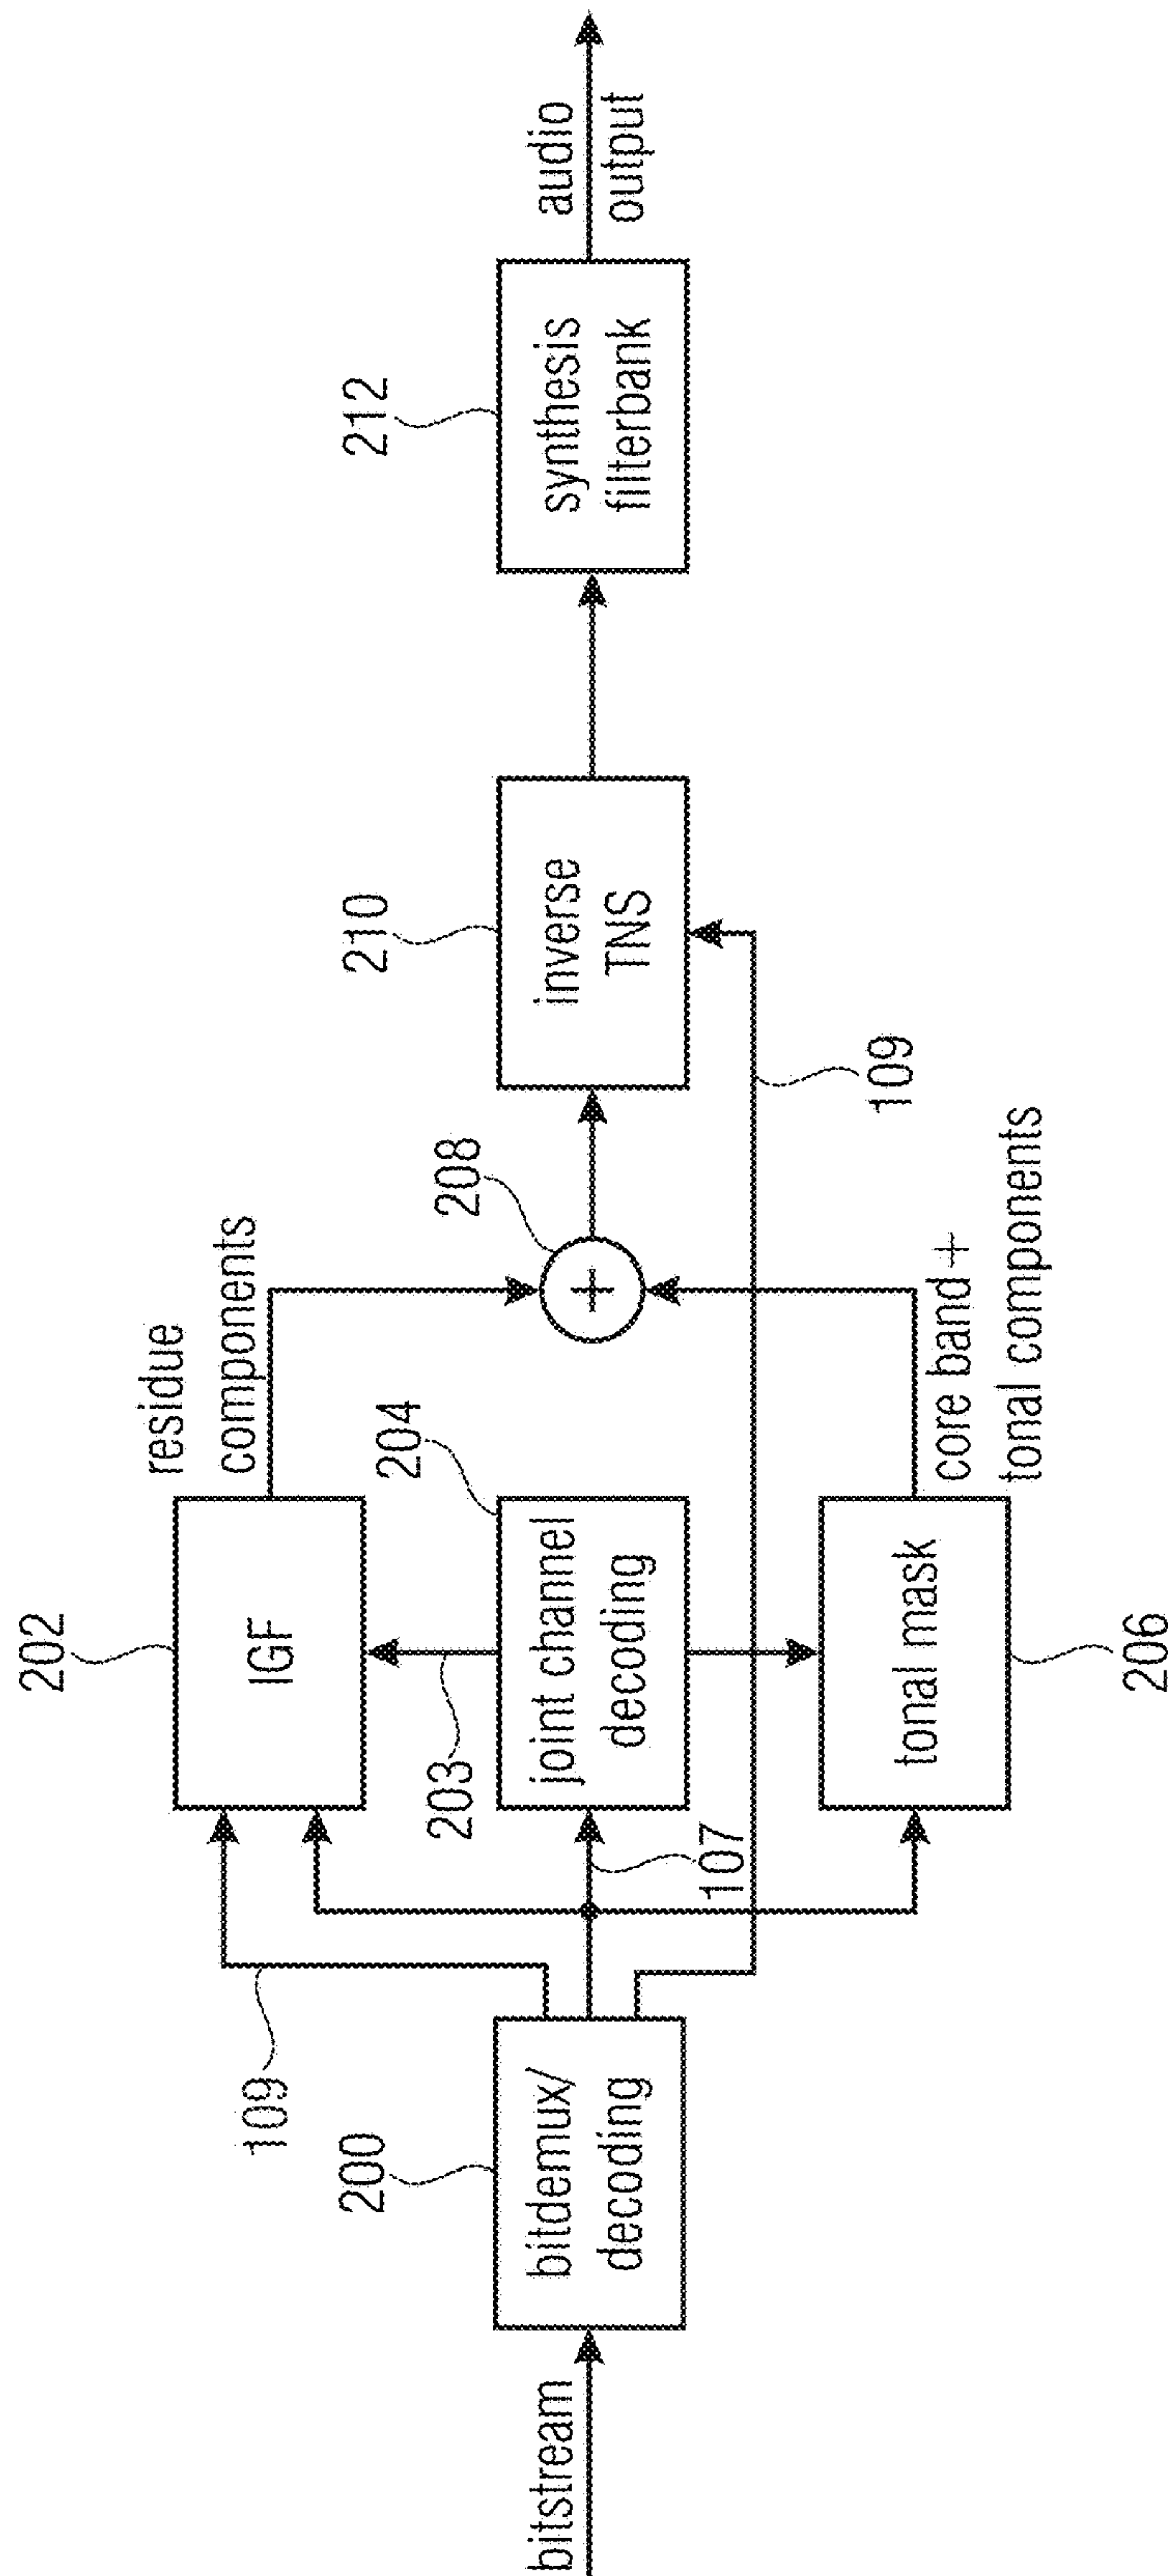 bitstream
200
bitdemux/
decoding
109
107
202
IGF
203
204
joint channel
decoding
tonal mask
206
residue
components
core band +
tonal components
208
+
109
210
inverse
TNS
212
synthesis
filterbank
audio
output